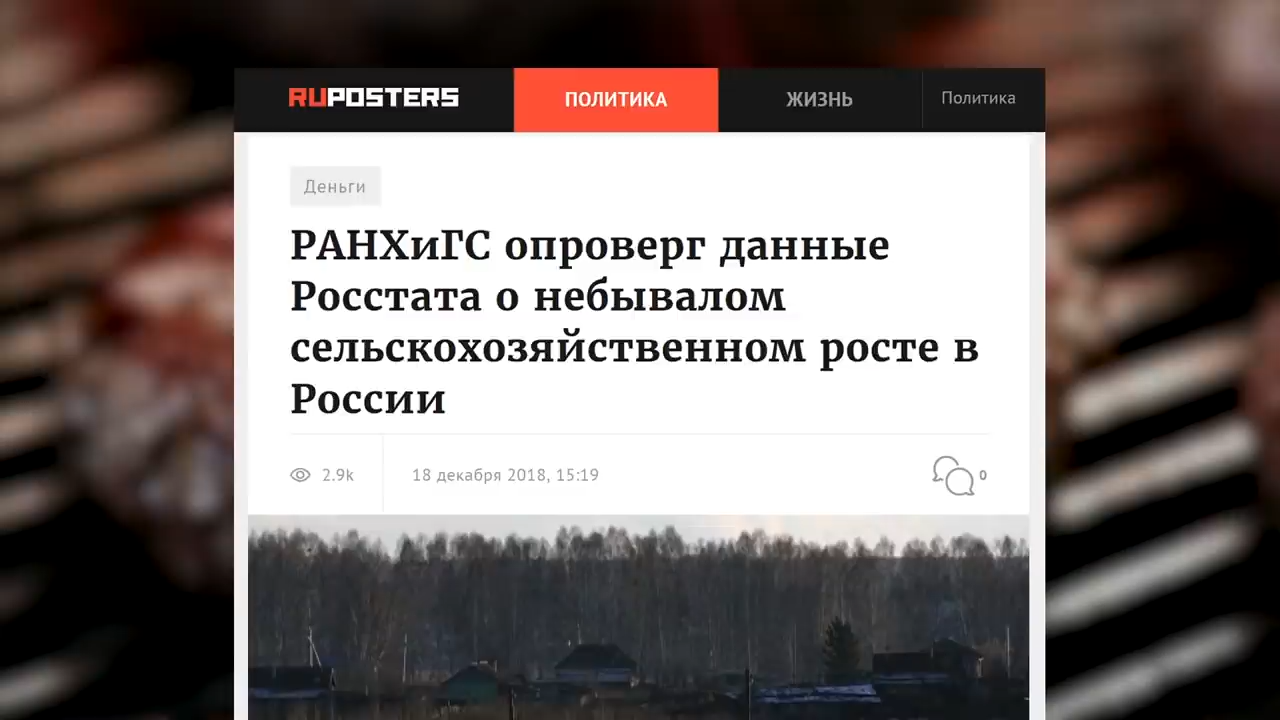 RUPOSTERS
ПОЛИТИКА
ЖИЗНЬ
Политика
Деньги
РАНХиГС опроверг данные
Росстата о небывалом
сельскохозяйственном росте в
России
2.9k
18 декабря 2018, 15:19
0